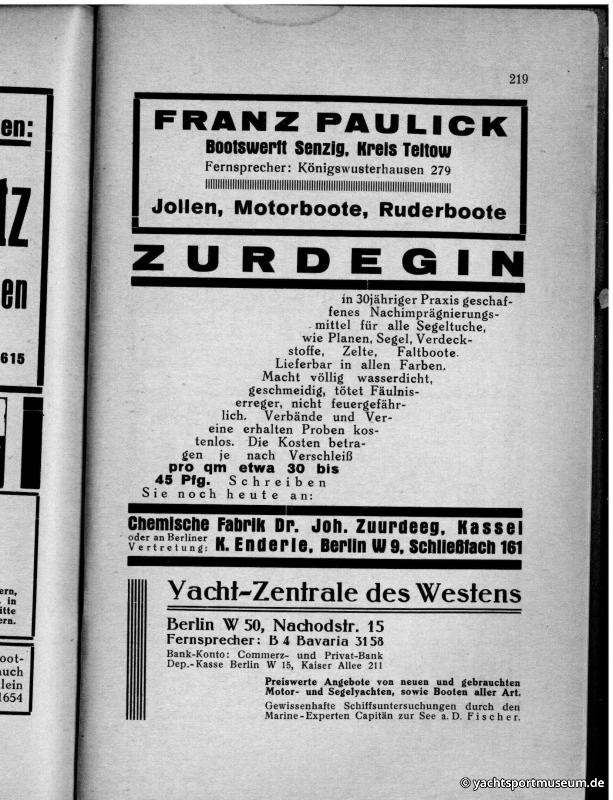 219
en:
tz
en
615
ern,
. in
itte
ern.
oot-
auch
lein
1654
FRANZ PAULICK
Bootswerft Senzig, Kreis Teltow
Fernsprecher: Königswusterhausen 279
Jollen, Motorboote, Ruderboote
ZURDEGIN
in 30jähriger Praxis geschaf-
fenes Nachimprägnierungs-
mittel für alle Segeltuche,
wie Planen, Segel, Verdeck-
stoffe, Zelte, Faltboote.
Lieferbar in allen Farben.
Macht völlig wasserdicht,
geschmeidig, tötet Fäulnis-
erreger, nicht feuergefähr-
lich. Verbände und Ver-
eine erhalten Proben kos-
tenlos. Die Kosten betra-
gen je nach Verschleiß
pro qm etwa 30 bis
45 Pfg. Schreiben
Sie noch heute an:
Chemische Fabrik Dr. Joh. Zuurdeeg, Kassel
oder an Berliner
Vertretung: K. Enderle, Berlin W 9, Schließfach 161
Yacht-Zentrale des Westens
Berlin W 50, Nachodstr. 15
Fernsprecher: B 4 Bavaria 3158
Bank-Konto: Commerz- und Privat-Bank
Dep.-Kasse Berlin W 15, Kaiser Allee 211
Preiswerte Angebote von neuen und gebrauchten
Motor- und Segelyachten, sowie Booten aller Art.
Gewissenhafte Schiffsuntersuchungen durch den
Marine-Experten Capitän zur See a. D. Fischer.
© yachtsportmuseum.de